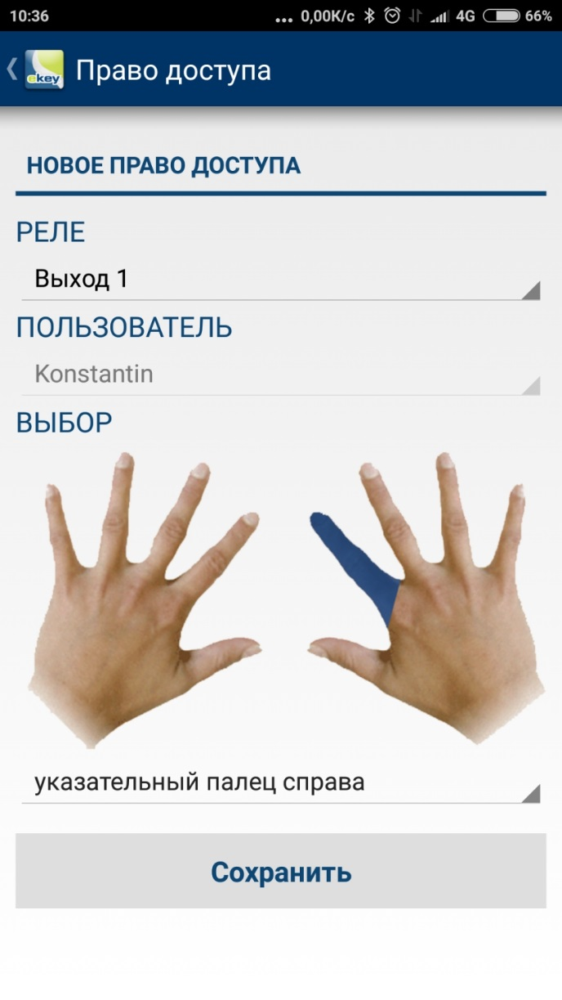 10:36 ... 0,00К/с 4G 66%
ekey Право доступа
НОВОЕ ПРАВО ДОСТУПА
РЕЛЕ
Выход 1
ПОЛЬЗОВАТЕЛЬ
Konstantin
ВЫБОР
указательный палец справа
Сохранить